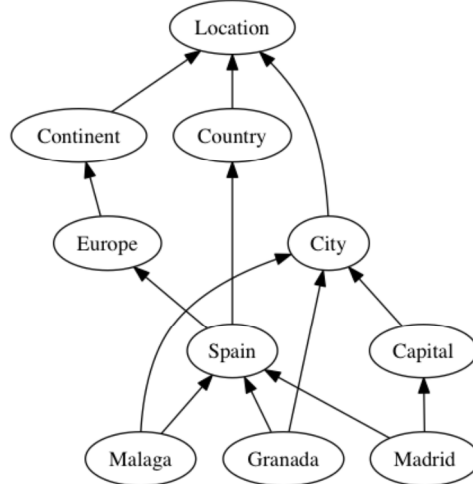 Location
Continent
Country
Europe
City
Spain
Capital
Malaga
Granada
Madrid